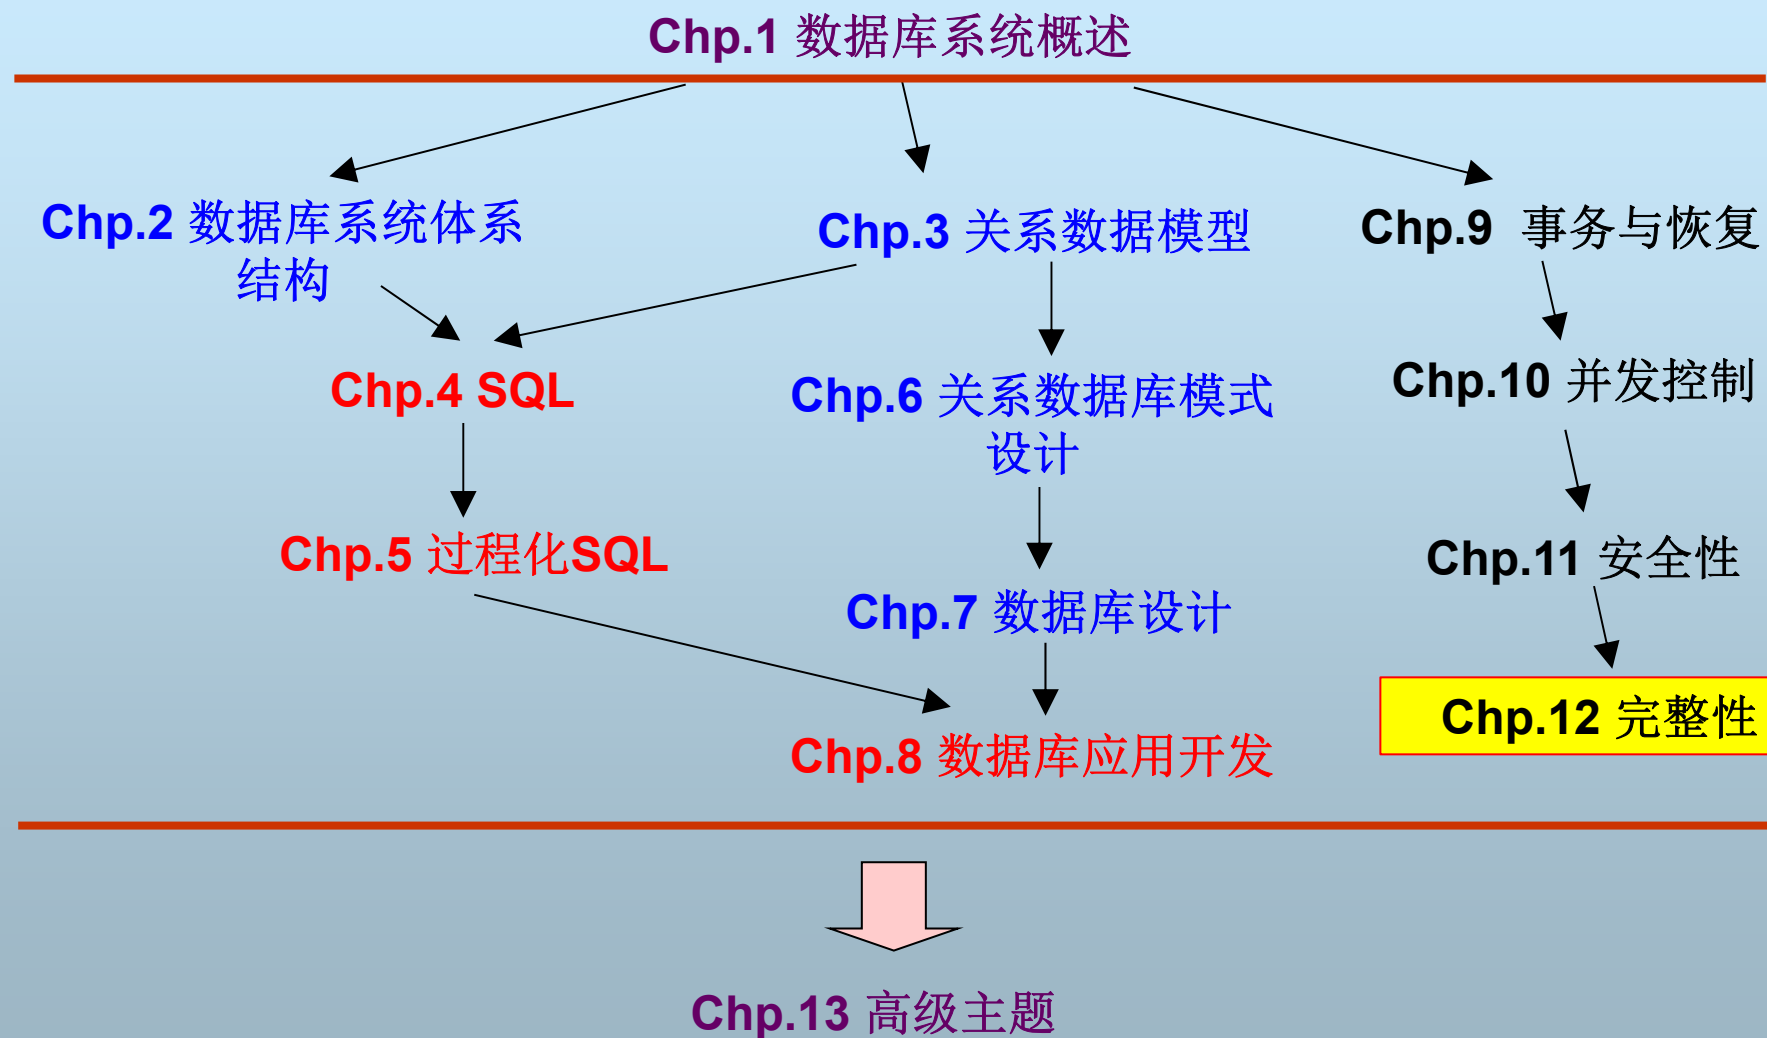 Chp.1 数据库系统概述
Chp.2 数据库系统体系
结构
Chp.3 关系数据模型
Chp.9 事务与恢复
Chp.4 SQL
Chp.6 关系数据库模式
设计
Chp.10 并发控制
Chp.5 过程化SQL
Chp.11 安全性
Chp.7 数据库设计
Chp.12 完整性
Chp.8 数据库应用开发
Chp.13 高级主题